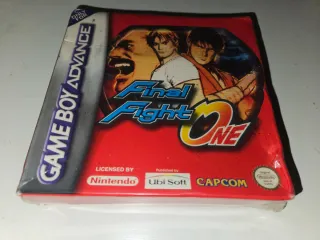 GAME BOY ADVANCE
Final
Fight
ONE
LICENSED BY
Nintendo
Ubi Soft
CAPCOM